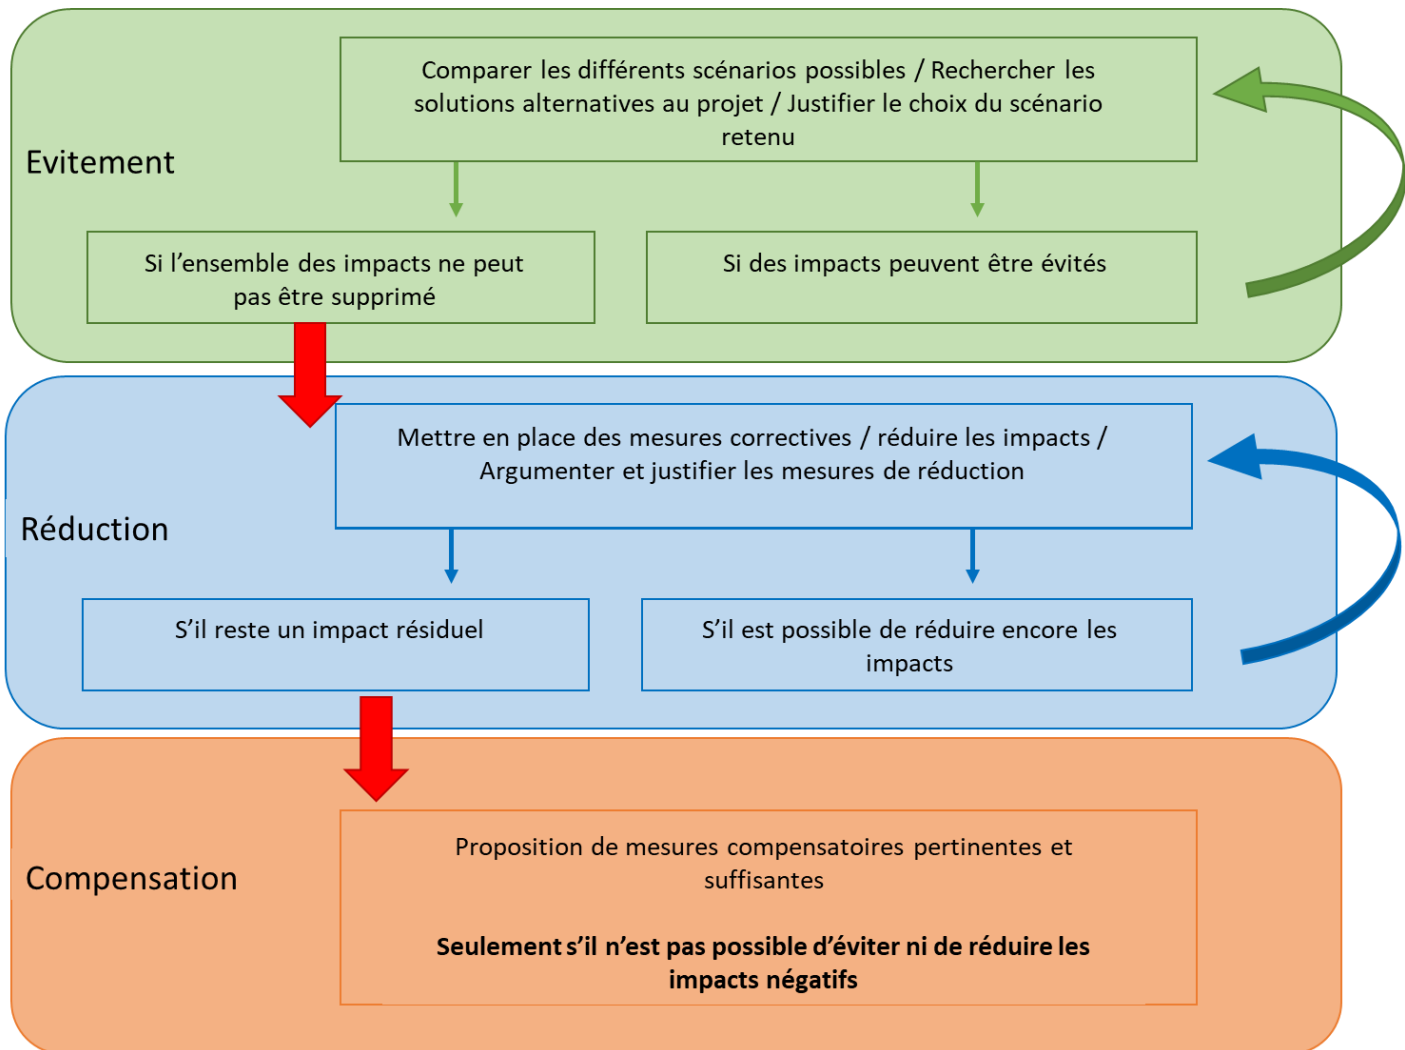 Comparer les différents scénarios possibles / Rechercher les
solutions alternatives au projet / Justifier le choix du scénario
retenu
Evitement
Si l’ensemble des impacts ne peut
pas être supprimé
Si des impacts peuvent être évités
Mettre en place des mesures correctives / réduire les impacts /
Argumenter et justifier les mesures de réduction
Réduction
S’il reste un impact résiduel
S’il est possible de réduire encore les
impacts
Proposition de mesures compensatoires pertinentes et
suffisantes
Compensation
Seulement s’il n’est pas possible d’éviter ni de réduire les
impacts négatifs